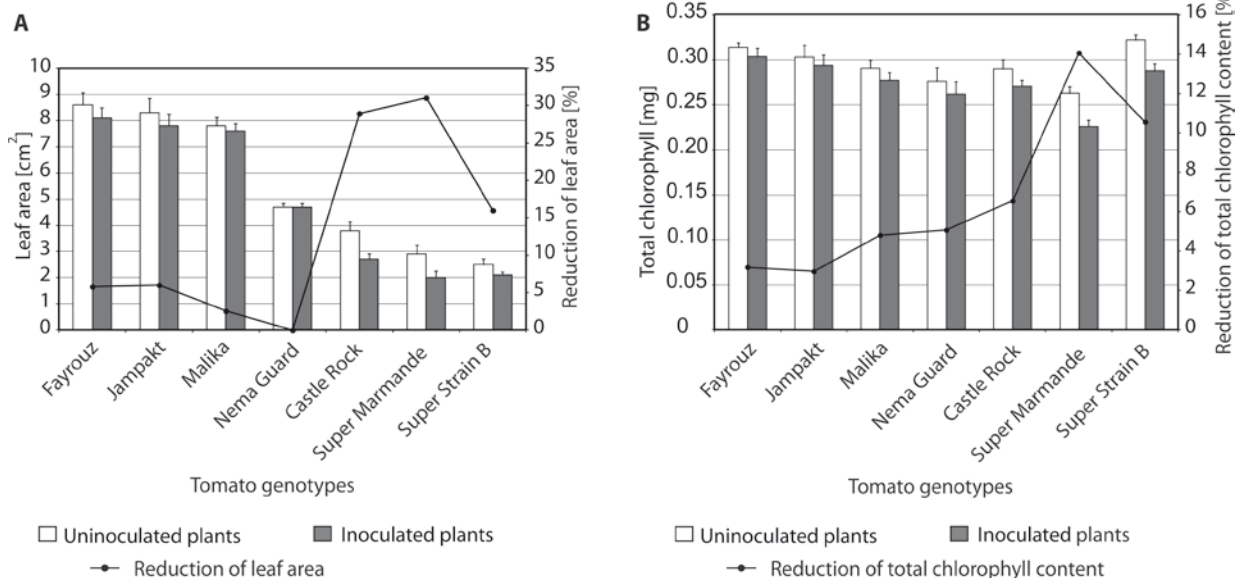 A
Leaf area [cm²]
10
9
8
7
6
5
4
3
2
1
0
35
30
25
20
15
10
5
0
Reduction of leaf area [%]
Fayrouz
Jampakt
Malika
Nema Guard
Castle Rock
Super Marmande
Super Strain B
Tomato genotypes
Uninoculated plants
Inoculated plants
Reduction of leaf area
B
Total chlorophyll [mg]
0.35
0.30
0.25
0.20
0.15
0.10
0.05
0
16
14
12
10
8
6
4
2
0
Reduction of total chlorophyll content [%]
Fayrouz
Jampakt
Malika
Nema Guard
Castle Rock
Super Marmande
Super Strain B
Tomato genotypes
Uninoculated plants
Inoculated plants
Reduction of total chlorophyll content